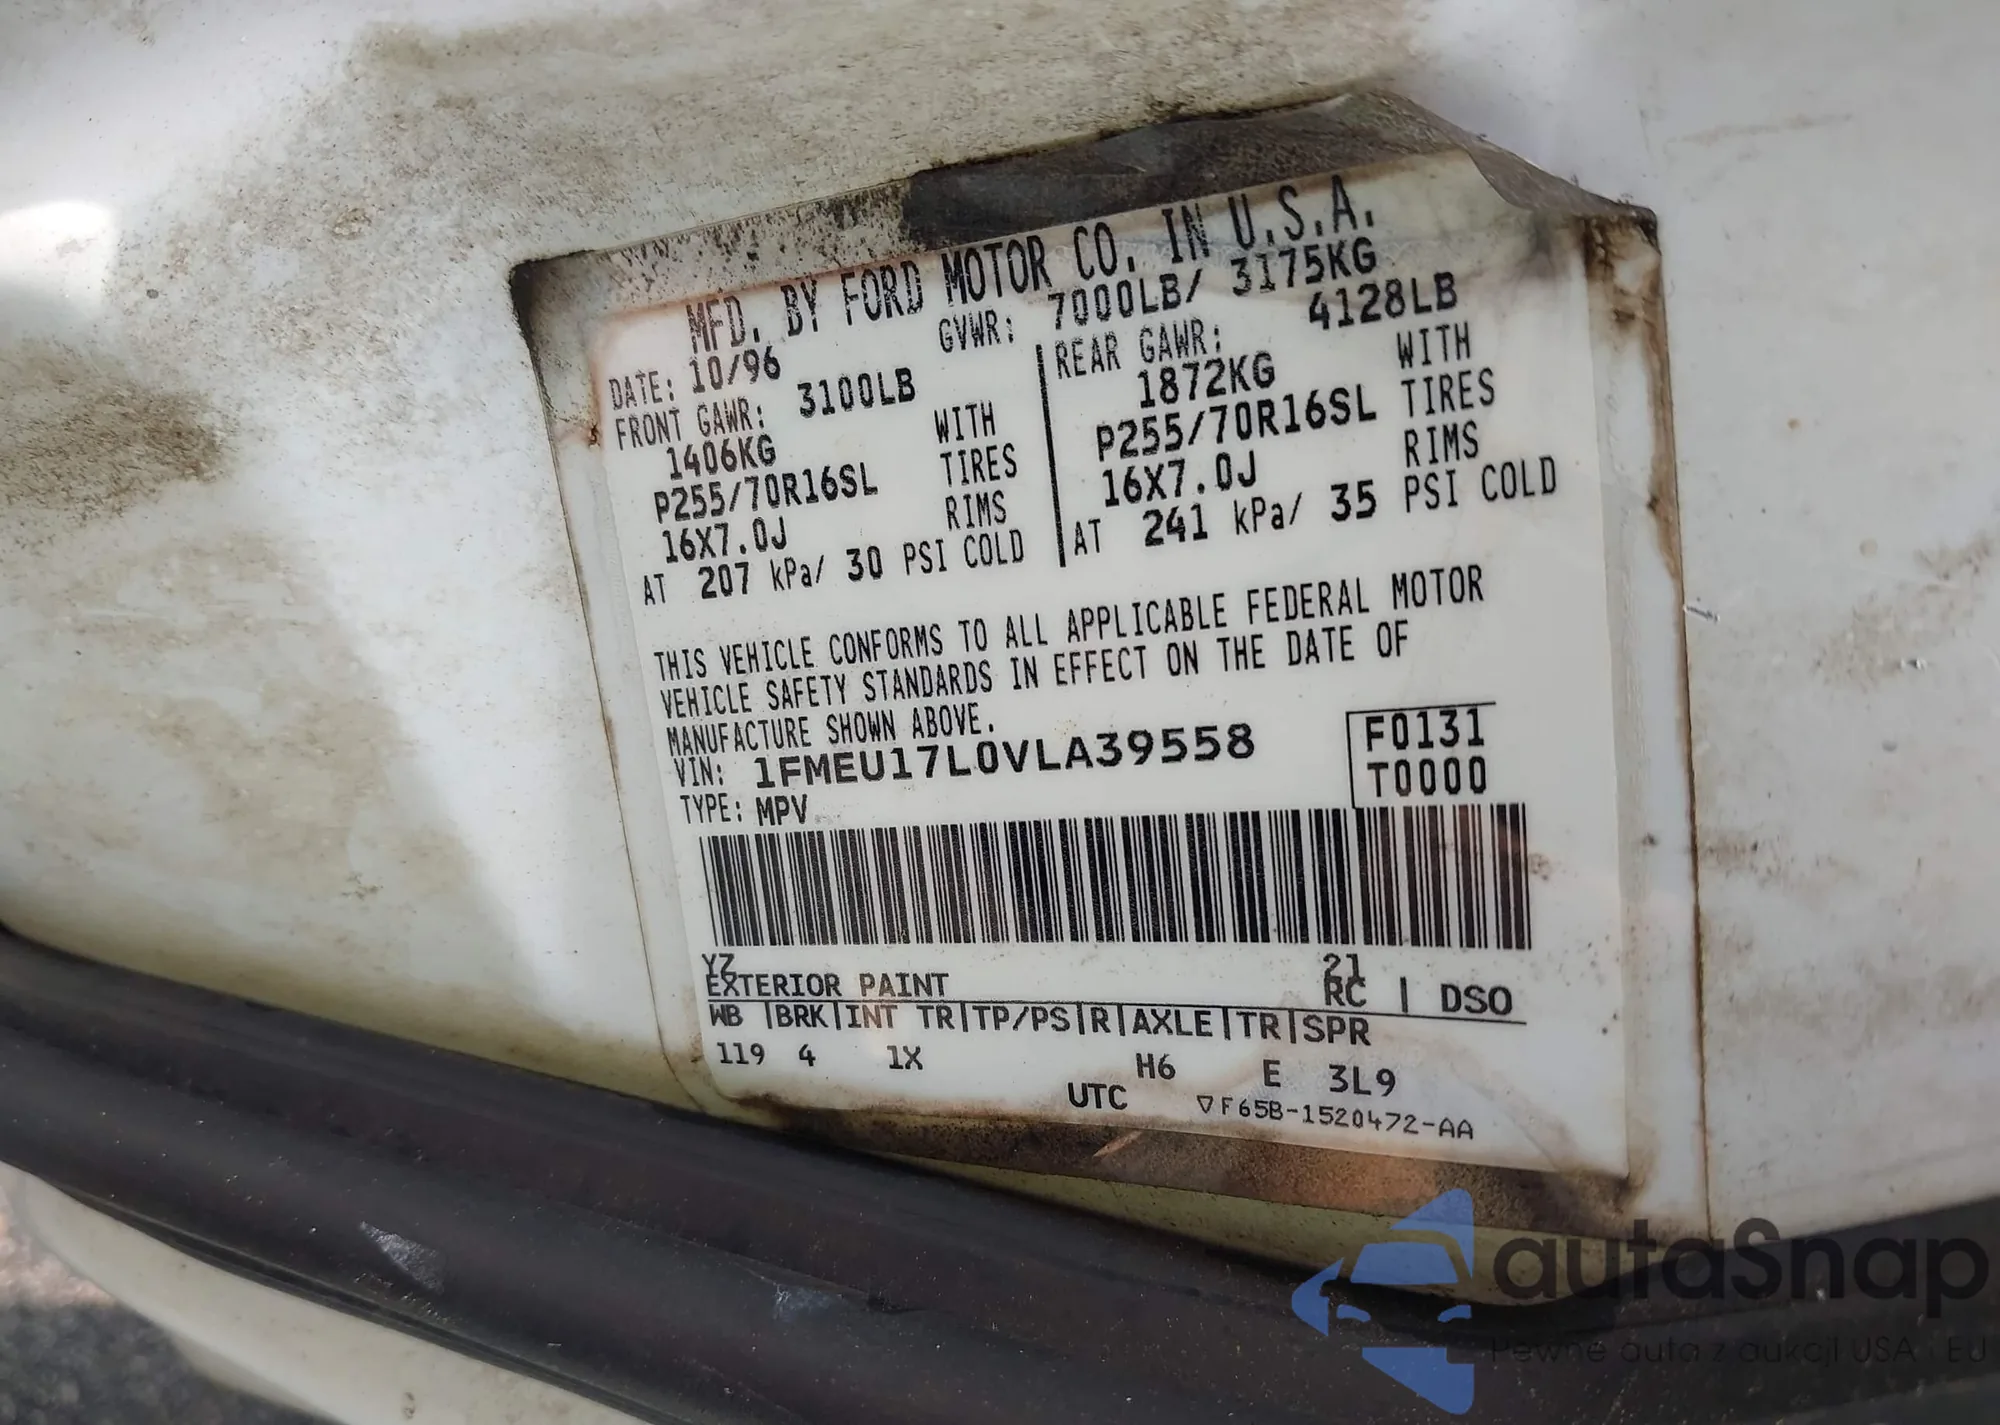 MFD. BY FORD MOTOR CO. IN U.S.A.
DATE: 10/96 GVWR: 7000LB/ 3175KG
FRONT GAWR: 3100LB
1406KG WITH
P255/70R16SL TIRES
16X7.0J RIMS
AT 207 kPa/ 30 PSI COLD
REAR GAWR: 4128LB
1872KG WITH
P255/70R16SL TIRES
16X7.0J RIMS
AT 241 kPa/ 35 PSI COLD
THIS VEHICLE CONFORMS TO ALL APPLICABLE FEDERAL MOTOR
VEHICLE SAFETY STANDARDS IN EFFECT ON THE DATE OF
MANUFACTURE SHOWN ABOVE.
VIN: 1FMEU17L0VLA39558
TYPE: MPV
F0131
T0000
YZ 21
EXTERIOR PAINT RC | DSO
WB |BRK|INT TR|TP/PS|R|AXLE|TR|SPR
119 4 1X H6 E 3L9
UTC ▽F65B-1520472-AA
autaSnap
Pewne auta z aukcji USA i EU